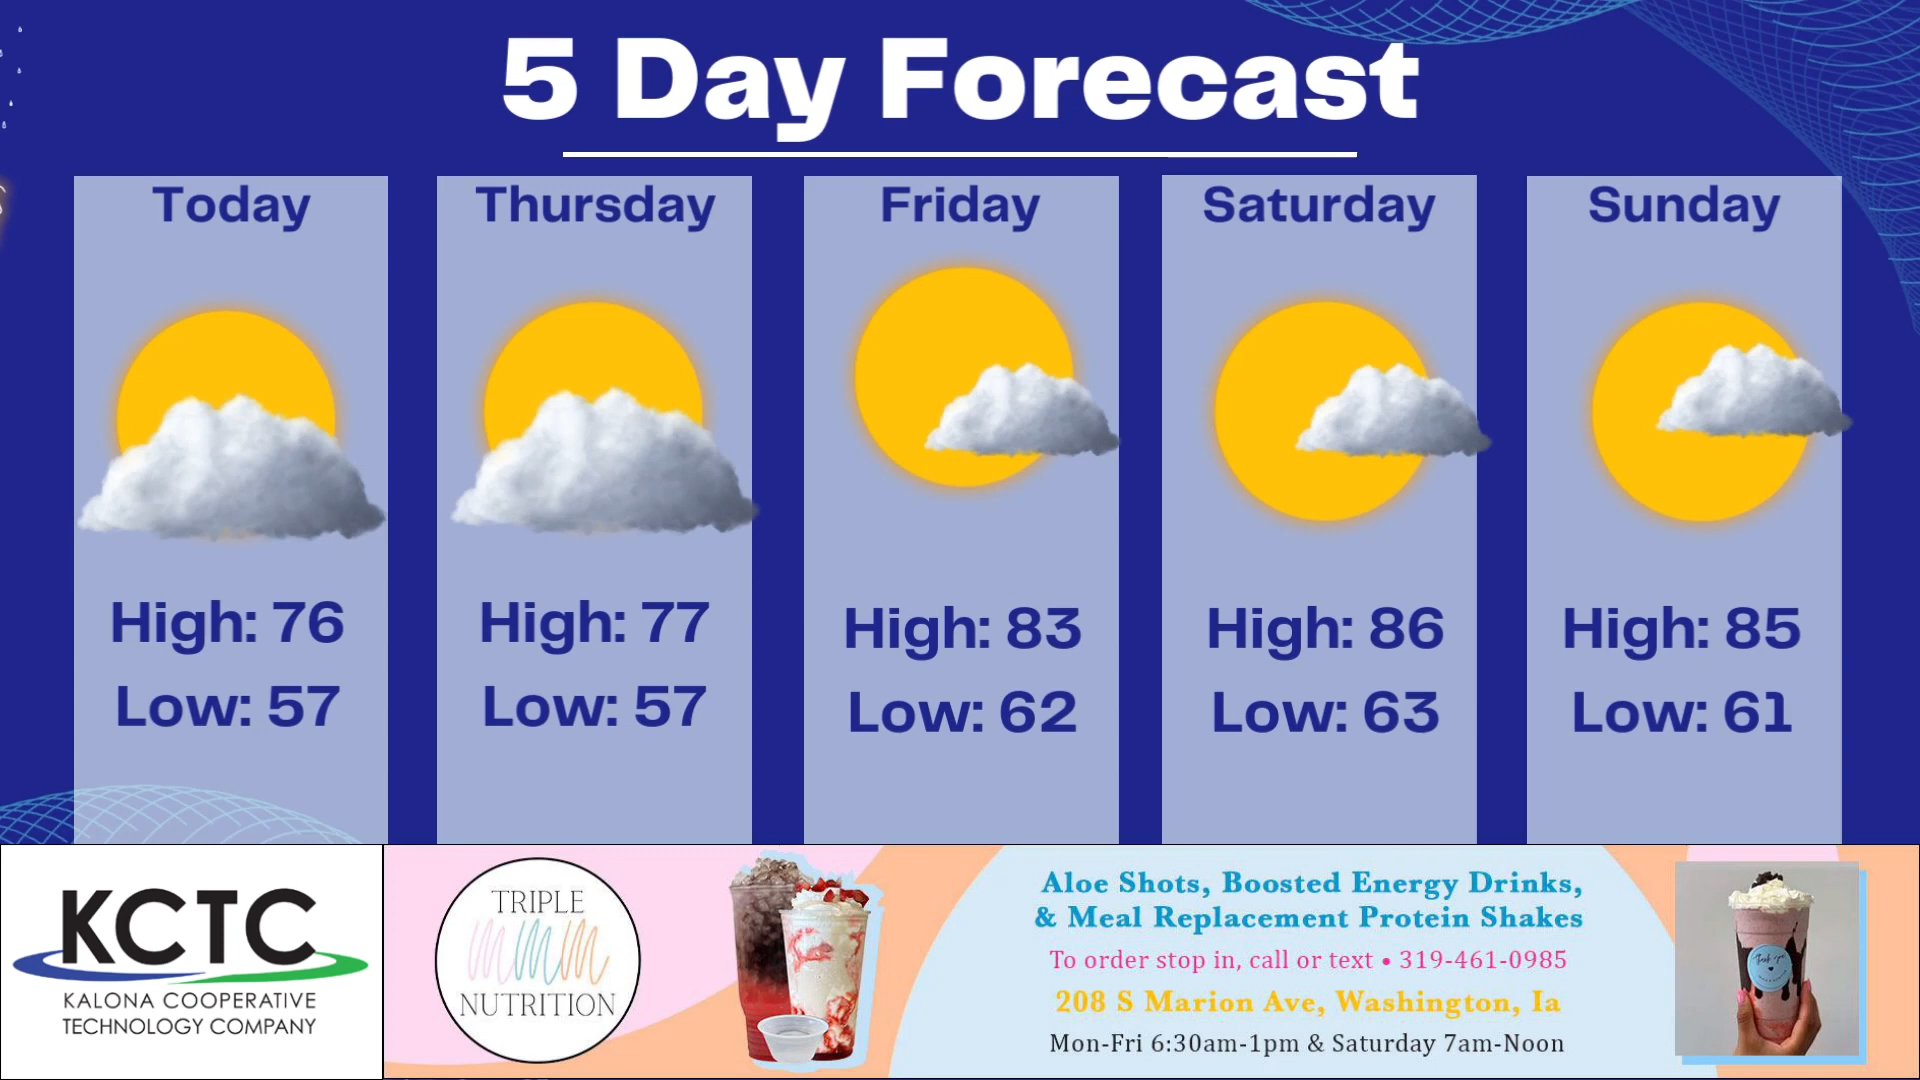 5 Day Forecast
Today
Thursday
Friday
Saturday
Sunday
High: 76
Low: 57
High: 77
Low: 57
High: 83
Low: 62
High: 86
Low: 63
High: 85
Low: 61
KCTC
KALONA COOPERATIVE
TECHNOLOGY COMPANY
TRIPLE
NUTRITION
Aloe Shots, Boosted Energy Drinks,
& Meal Replacement Protein Shakes
To order stop in, call or text • 319-461-0985
208 S Marion Ave, Washington, Ia
Mon-Fri 6:30am-1pm & Saturday 7am-Noon